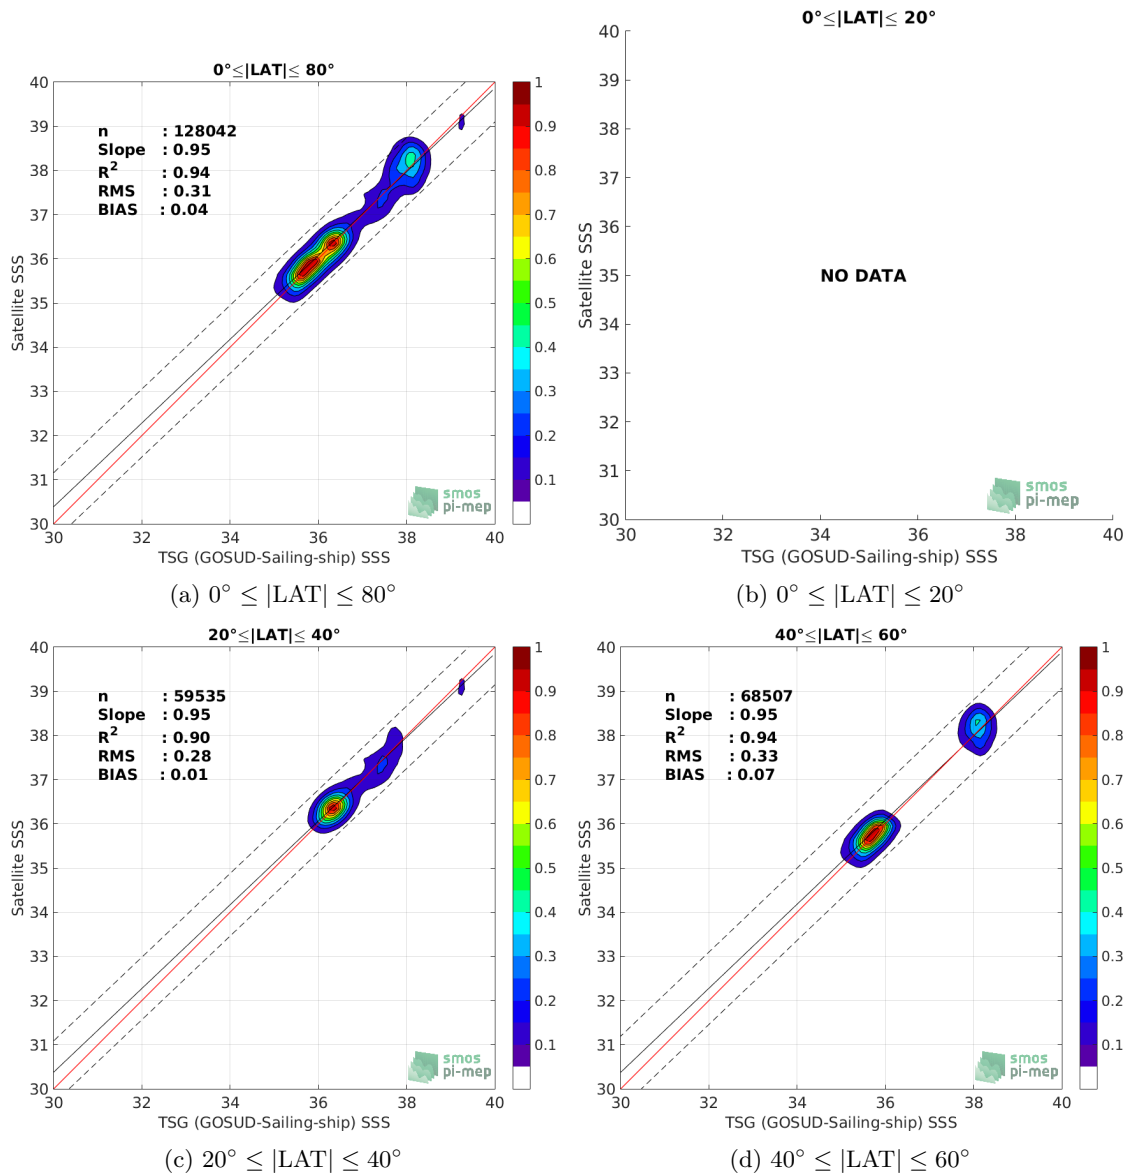 0°≤|LAT|≤ 80°
40
39
38
37
36
35
34
33
32
31
30
Satellite SSS
n : 128042
Slope : 0.95
R2 : 0.94
RMS : 0.31
BIAS : 0.04
smos
pi-mep
30 32 34 36 38 40
TSG (GOSUD-Sailing-ship) SSS
1
0.9
0.8
0.7
0.6
0.5
0.4
0.3
0.2
0.1
(a) 0° ≤ |LAT| ≤ 80°
0°≤|LAT|≤ 20°
40
39
38
37
36
35
34
33
32
31
30
Satellite SSS
NO DATA
smos
pi-mep
30 32 34 36 38 40
TSG (GOSUD-Sailing-ship) SSS
(b) 0° ≤ |LAT| ≤ 20°
20°≤|LAT|≤ 40°
40
39
38
37
36
35
34
33
32
31
30
Satellite SSS
n : 59535
Slope : 0.95
R2 : 0.90
RMS : 0.28
BIAS : 0.01
smos
pi-mep
30 32 34 36 38 40
TSG (GOSUD-Sailing-ship) SSS
1
0.9
0.8
0.7
0.6
0.5
0.4
0.3
0.2
0.1
(c) 20° ≤ |LAT| ≤ 40°
40°≤|LAT|≤ 60°
40
39
38
37
36
35
34
33
32
31
30
Satellite SSS
n : 68507
Slope : 0.95
R2 : 0.94
RMS : 0.33
BIAS : 0.07
smos
pi-mep
30 32 34 36 38 40
TSG (GOSUD-Sailing-ship) SSS
1
0.9
0.8
0.7
0.6
0.5
0.4
0.3
0.2
0.1
(d) 40° ≤ |LAT| ≤ 60°